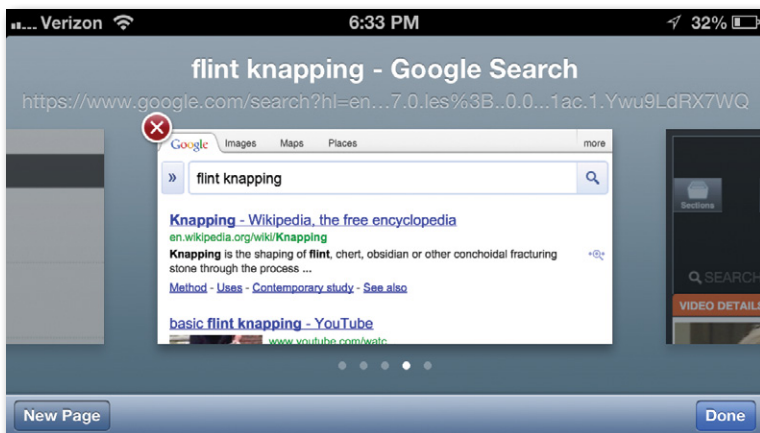 Verizon 6:33 PM 32%
flint knapping - Google Search
https://www.google.com/search?hl=en...7.0.les%3B..0.0...1ac.1.Ywu9LdRX7WQ
Google Images Maps Places more
» flint knapping
Knapping - Wikipedia, the free encyclopedia
en.wikipedia.org/wiki/Knapping
Knapping is the shaping of flint, chert, obsidian or other conchoidal fracturing
stone through the process ...
Method - Uses - Contemporary study - See also
basic flint knapping - YouTube
www.youtube.com/watc
Sections
SEARCH
VIDEO DETAILS
New Page Done